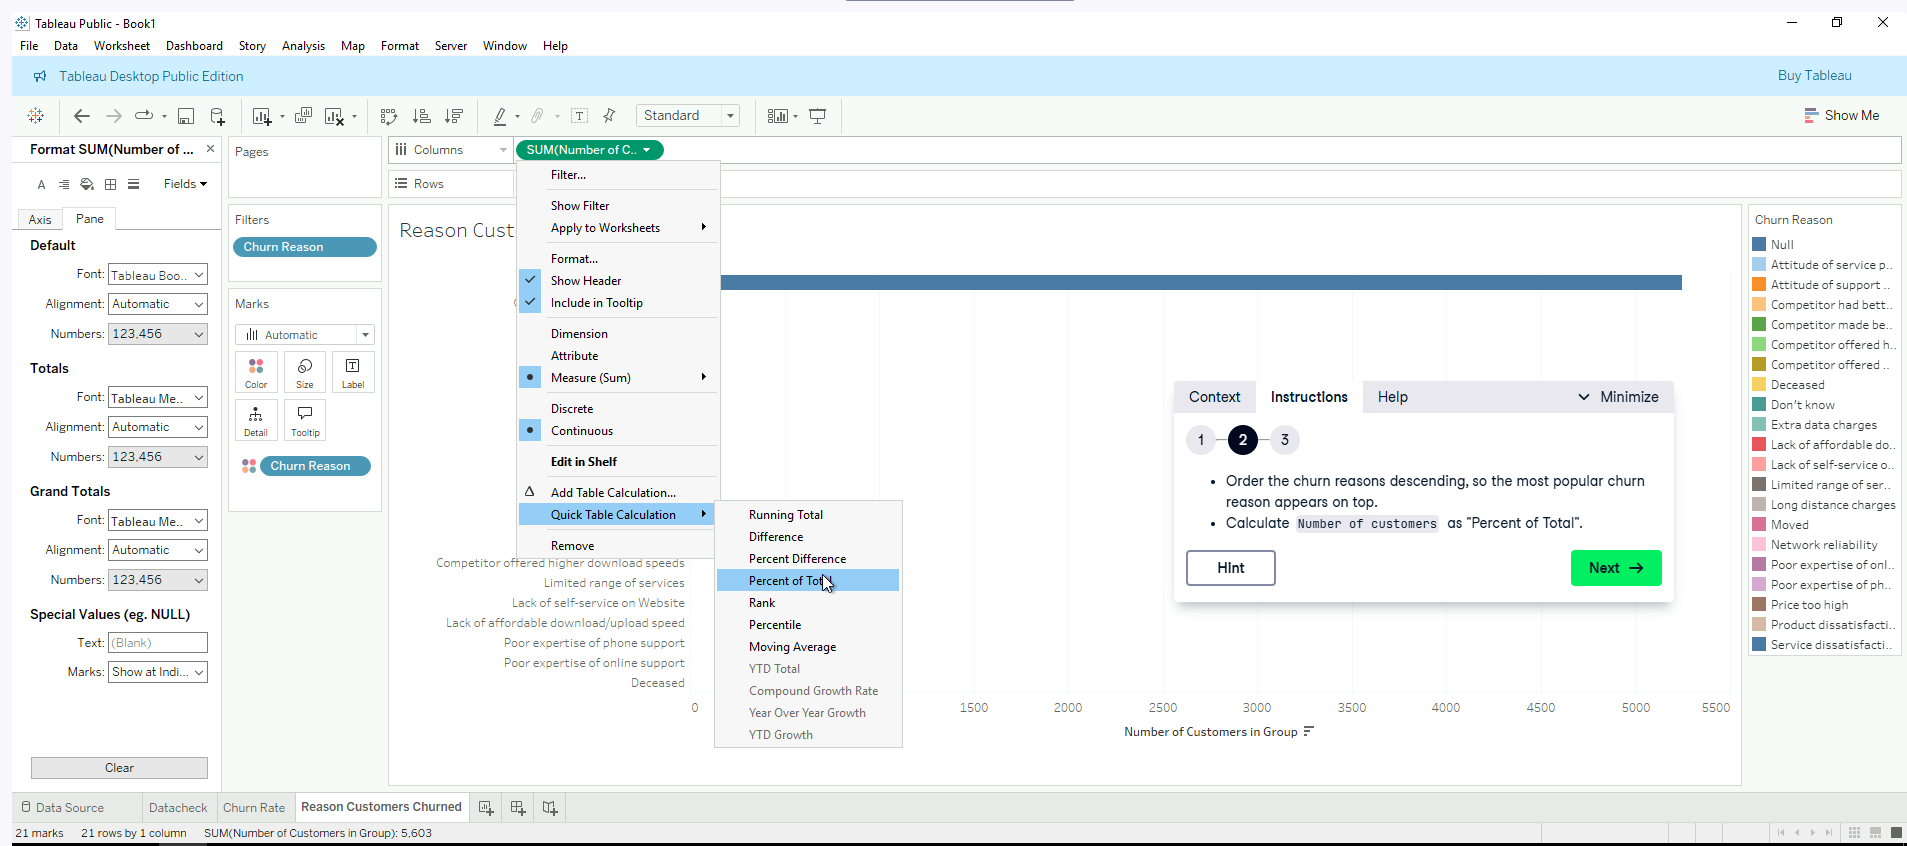 Tableau Public - Book1
File Data Worksheet Dashboard Story Analysis Map Format Server Window Help
Tableau Desktop Public Edition
Buy Tableau
Standard
Show Me
Format SUM(Number of ...
Fields
Axis Pane
Default
Font: Tableau Boo..
Alignment: Automatic
Numbers: 123,456
Totals
Font: Tableau Me..
Alignment: Automatic
Numbers: 123,456
Grand Totals
Font: Tableau Me..
Alignment: Automatic
Numbers: 123,456
Special Values (eg. NULL)
Text: (Blank)
Marks: Show at Indi...
Clear
Pages
Filters
Churn Reason
Marks
Automatic
Color Size Label
Detail Tooltip
Churn Reason
Columns
SUM(Number of C..
Rows
Reason Cust
Filter...
Show Filter
Apply to Worksheets
Format...
Show Header
Include in Tooltip
Dimension
Attribute
Measure (Sum)
Discrete
Continuous
Edit in Shelf
Add Table Calculation...
Quick Table Calculation
Remove
Running Total
Difference
Percent Difference
Percent of Total
Rank
Percentile
Moving Average
YTD Total
Compound Growth Rate
Year Over Year Growth
YTD Growth
Competitor offered higher download speeds
Limited range of services
Lack of self-service on Website
Lack of affordable download/upload speed
Poor expertise of phone support
Poor expertise of online support
Deceased
0 1500 2000 2500 3000 3500 4000 4500 5000 5500
Number of Customers in Group
Context Instructions Help Minimize
1 2 3
• Order the churn reasons descending, so the most popular churn
reason appears on top.
• Calculate Number of customers as "Percent of Total".
Hint
Next →
Churn Reason
Null
Attitude of service p..
Attitude of support ..
Competitor had bett..
Competitor made be..
Competitor offered h..
Competitor offered ..
Deceased
Don't know
Extra data charges
Lack of affordable do..
Lack of self-service o..
Limited range of ser..
Long distance charges
Moved
Network reliability
Poor expertise of onl..
Poor expertise of ph..
Price too high
Product dissatisfacti..
Service dissatisfacti..
Data Source Datacheck Churn Rate Reason Customers Churned
21 marks 21 rows by 1 column SUM(Number of Customers in Group): 5,603